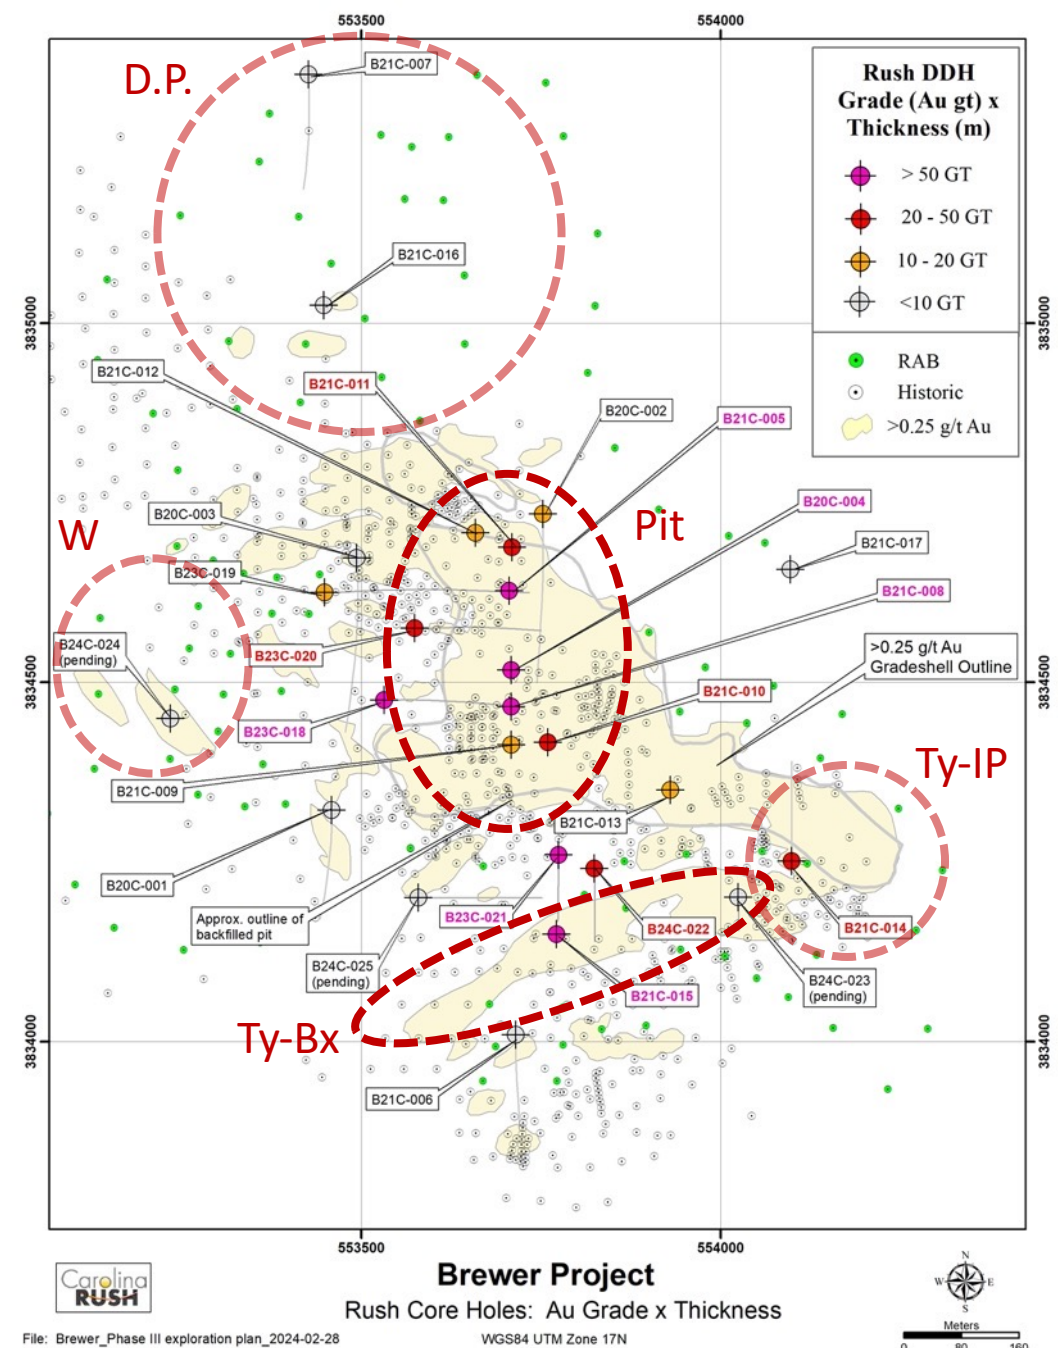 553500
554000
D.P.
B21C-007
Rush DDH
Grade (Au gt) x
Thickness (m)
> 50 GT
20 - 50 GT
10 - 20 GT
<10 GT
B21C-016
3835000
3835000
RAB
Historic
>0.25 g/t Au
B21C-012
B21C-011
B20C-002
B21C-005
B20C-004
B20C-003
W
Pit
B21C-017
B23C-019
B21C-008
B24C-024
(pending)
B23C-020
>0.25 g/t Au
Gradeshell Outline
3834500
3834500
B21C-010
B23C-018
Ty-IP
B21C-009
B21C-013
B20C-001
Approx. outline of
backfilled pit
B23C-021
B24C-022
B21C-014
B24C-025
(pending)
B21C-015
B24C-023
(pending)
Ty-Bx
3834000
3834000
B21C-006
553500
554000
Carolina
RUSH
Brewer Project
Rush Core Holes: Au Grade x Thickness
N
W
E
S
Meters
0 80 160
File: Brewer_Phase III exploration plan_2024-02-28
WGS84 UTM Zone 17N